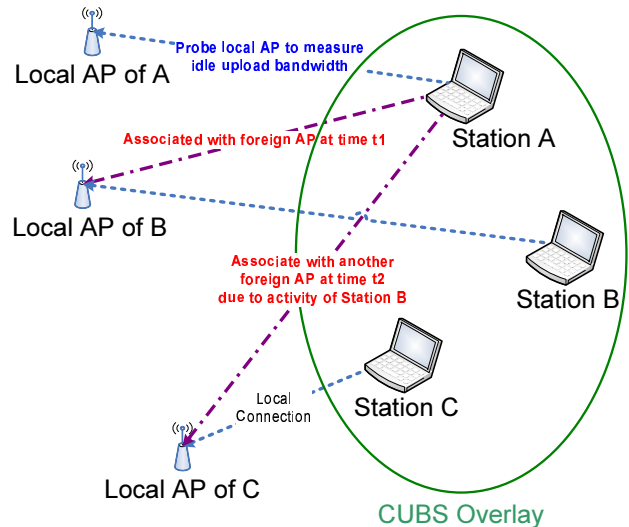 Probe local AP to measure
idle upload bandwidth
Local AP of A
Station A
Associated with foreign AP at time t1
Local AP of B
Associate with another
foreign AP at time t2
due to activity of Station B
Station B
Local
Connection
Station C
Local AP of C
CUBS Overlay